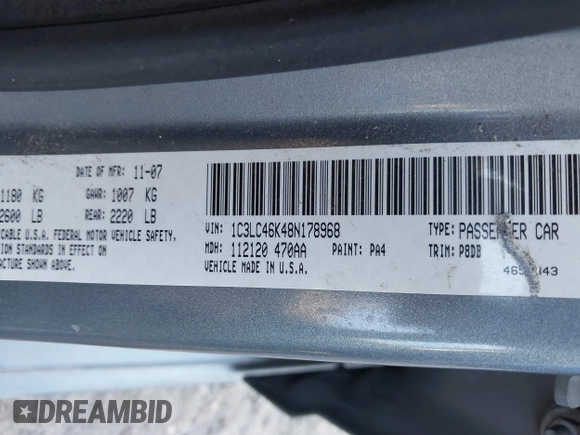 DATE OF MFR: 11-07
1180 KG GAWR: 1007 KG
2600 LB REAR: 2220 LB
CABLE U.S.A. FEDERAL MOTOR VEHICLE SAFETY,
TION STANDARDS IN EFFECT ON
FACTURE SHOWN ABOVE.
VIN: 1C3LC46K48N178968 TYPE: PASSENGER CAR
MDH: 112120 470AA PAINT: PA4 TRIM: P8DB
VEHICLE MADE IN U.S.A.
DREAMBID